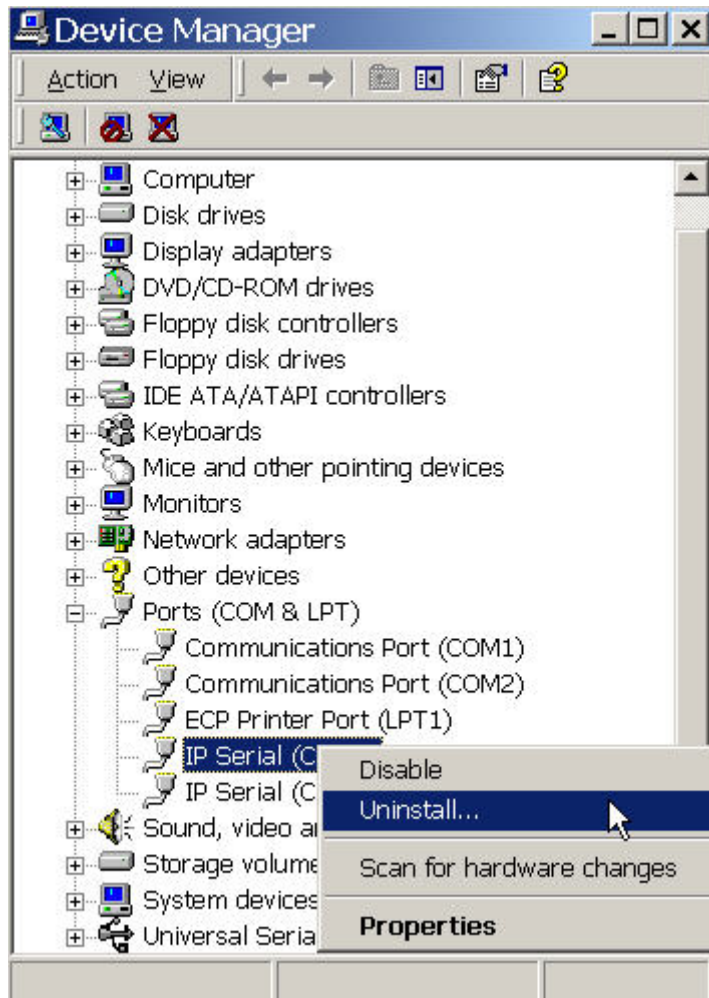 Device Manager
Action View
Computer
Disk drives
Display adapters
DVD/CD-ROM drives
Floppy disk controllers
Floppy disk drives
IDE ATA/ATAPI controllers
Keyboards
Mice and other pointing devices
Monitors
Network adapters
Other devices
Ports (COM & LPT)
Communications Port (COM1)
Communications Port (COM2)
ECP Printer Port (LPT1)
IP Serial (C
IP Serial (C
Sound, video a
Storage volume
System devices
Universal Seria
Disable
Uninstall...
Scan for hardware changes
Properties